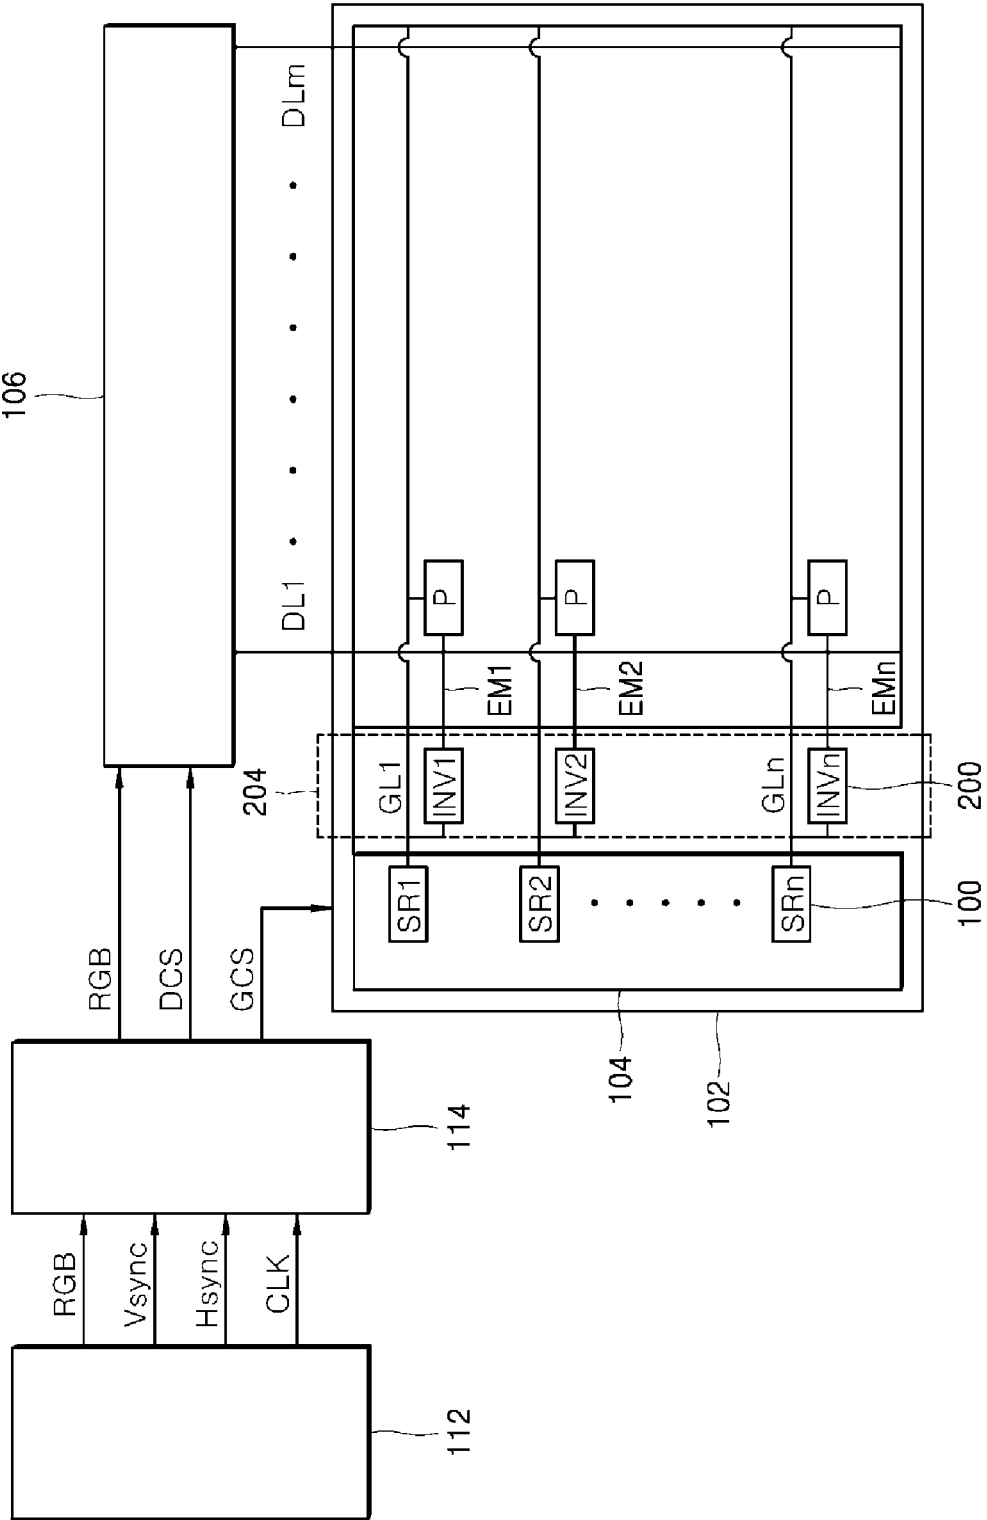 112
RGB
Vsync
Hsync
CLK
114
RGB
DCS
GCS
106
DL1
DLm
102
104
SR1
SR2
SRn
100
204
GL1
INV1
EM1
P
INV2
EM2
P
GLn
INVn
EMn
P
200